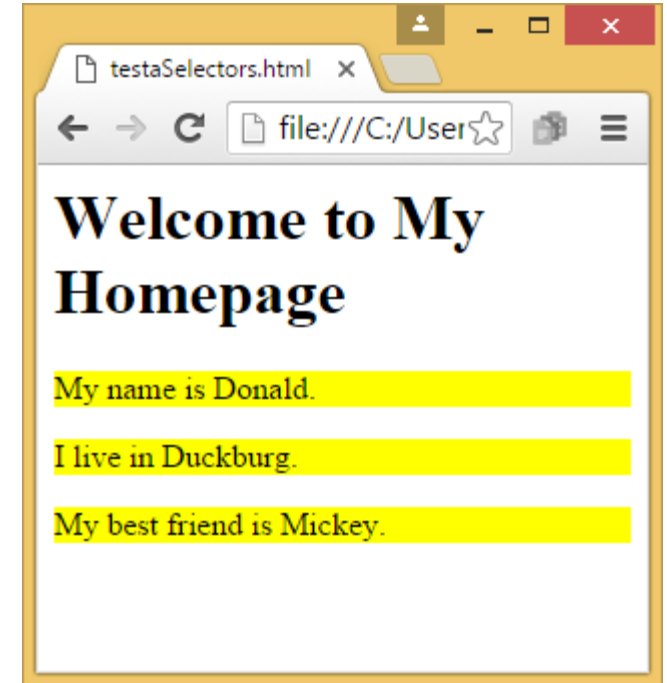 testaSelectors.html
file:///C:/User
Welcome to My
Homepage
My name is Donald.
I live in Duckburg.
My best friend is Mickey.